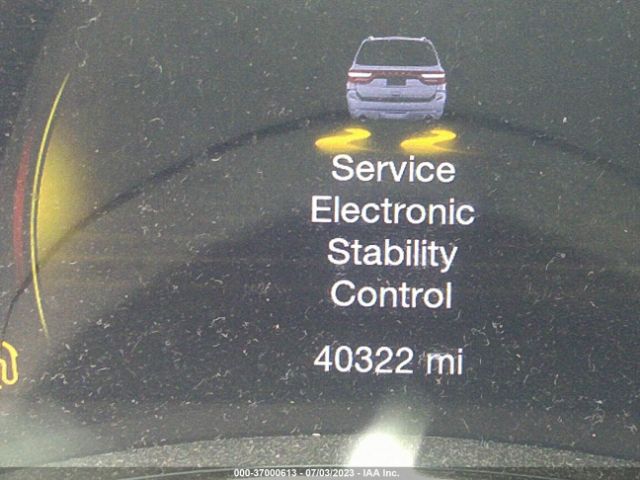 Service
Electronic
Stability
Control
40322 mi
000-37000613 - 07/03/2023 - IAA Inc.